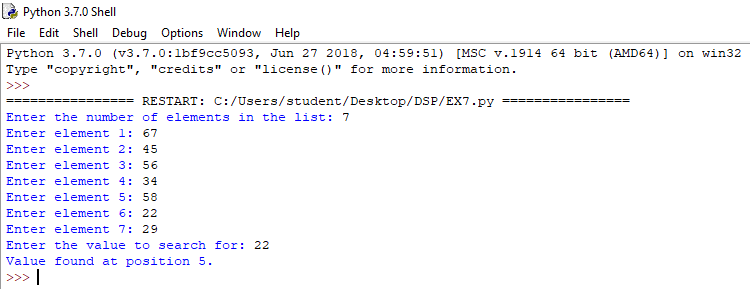 Python 3.7.0 Shell
File Edit Shell Debug Options Window Help
Python 3.7.0 (v3.7.0:1bf9cc5093, Jun 27 2018, 04:59:51) [MSC v.1914 64 bit (AMD64)] on win32
Type "copyright", "credits" or "license()" for more information.
>>>
================ RESTART: C:/Users/student/Desktop/DSP/EX7.py ================
Enter the number of elements in the list: 7
Enter element 1: 67
Enter element 2: 45
Enter element 3: 56
Enter element 4: 34
Enter element 5: 58
Enter element 6: 22
Enter element 7: 29
Enter the value to search for: 22
Value found at position 5.
>>>